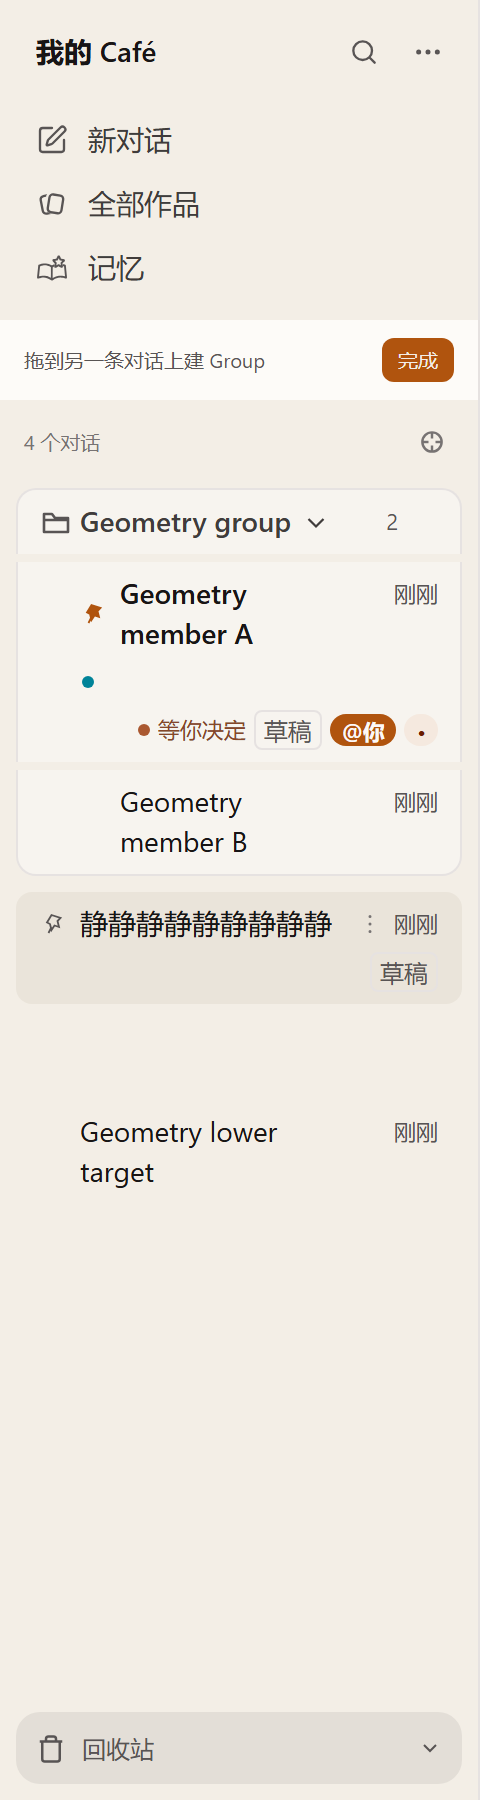 我的 Café
新对话
全部作品
记忆
拖到另一条对话上建 Group
完成
4 个对话
Geometry group
2
Geometry
member A
刚刚
等你决定
草稿
@你
Geometry
member B
刚刚
静静静静静静静静静
刚刚
草稿
Geometry lower
target
刚刚
回收站